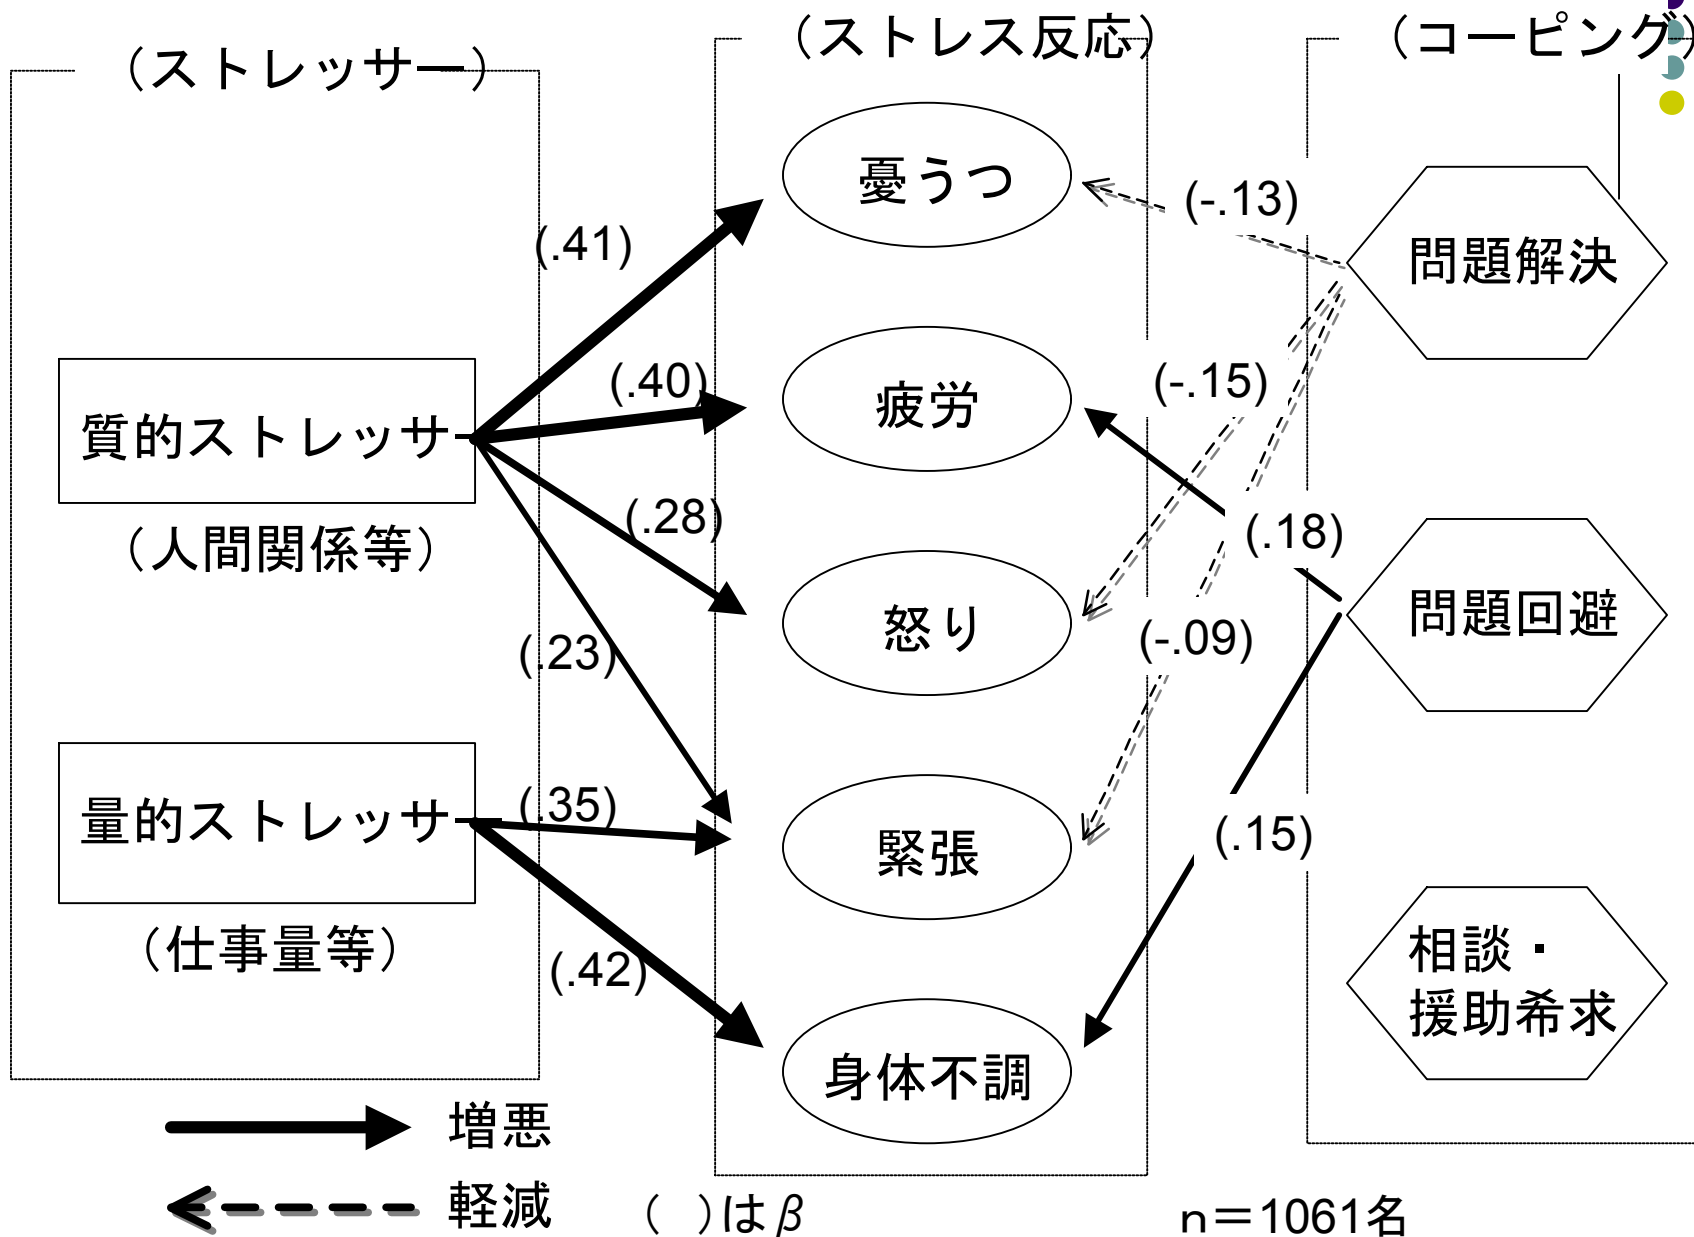 （ストレッサー）
質的ストレッサー
（人間関係等）
量的ストレッサー
（仕事量等）
(.41)
(.40)
(.28)
(.23)
(.35)
(.42)
（ストレス反応）
憂うつ
疲労
怒り
緊張
身体不調
(-.13)
(-.15)
(.18)
(-.09)
(.15)
（コーピング）
問題解決
問題回避
相談・
援助希求
増悪
軽減
（　）はβ
n＝1061名